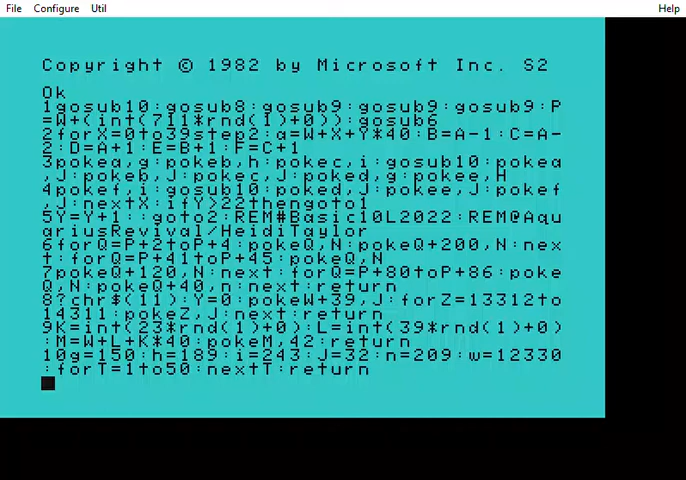 File Configure Util Help
Copyright © 1982 by Microsoft Inc. S2
Ok
1gosub10:gosub8:gosub9:gosub9:gosub9:P
=W+(int(711*rnd(1)+0)):gosub6
2forX=0to39step2:a=W+X+Y*40:B=A-1:C=A-
2:D=A+1:E=B+1:F=C+1
3pokea,g:pokeb,h:pokec,i:gosub10:pokea
,J:pokeb,J:pokec,J:poked,g:pokee,H
4pokef,i:gosub10:poked,J:pokee,J:pokef
,J:nextX:ifY>22thengoto1
5Y=Y+1::goto2:REM#Basic10L2022:REM@Aqu
ariusRevival/HeidiTaylor
6forQ=P+2toP+4:pokeQ,N:pokeQ+200,N:nex
t:forQ=P+41toP+45:pokeQ,N
7pokeQ+120,N:next:forQ=P+80toP+86:poke
Q,N:pokeQ+40,n:next:return
8?chr$(11):Y=0:pokeW+39,J:forZ=13312to
14311:pokeZ,J:next:return
9K=int(23*rnd(1)+0):L=int(39*rnd(1)+0)
:M=W+L+K*40:pokeM,42:return
10g=150:h=189:i=243:J=32:n=209:w=12330
:forT=1to50:nextT:return